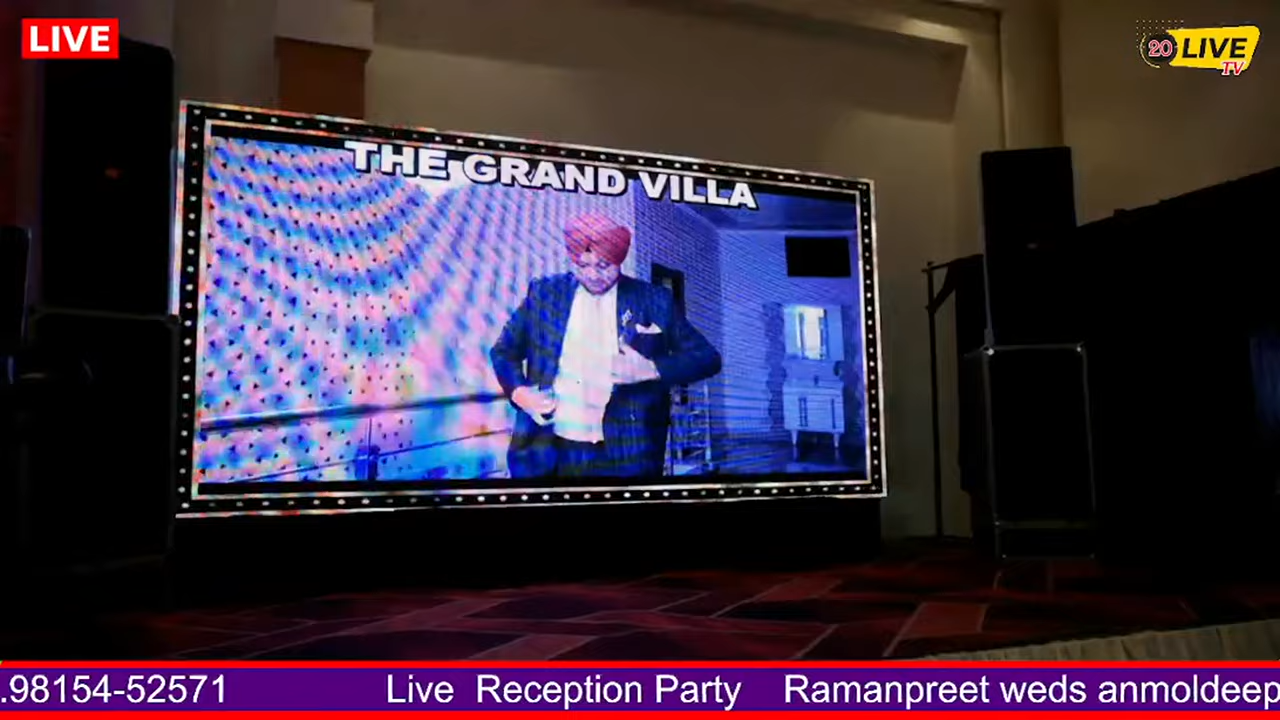 LIVE
20 LIVE
TV
THE GRAND VILLA
.98154-52571 Live Reception Party Ramanpreet weds anmoldeep